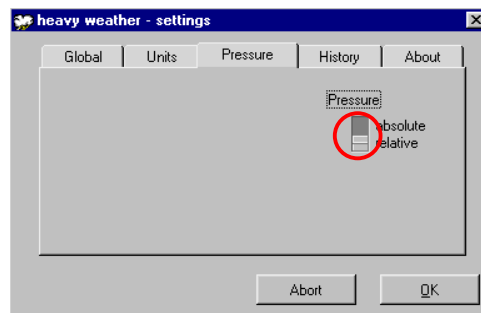 heavy weather - settings
Global Units Pressure History About
Pressure
absolute
relative
Abort OK